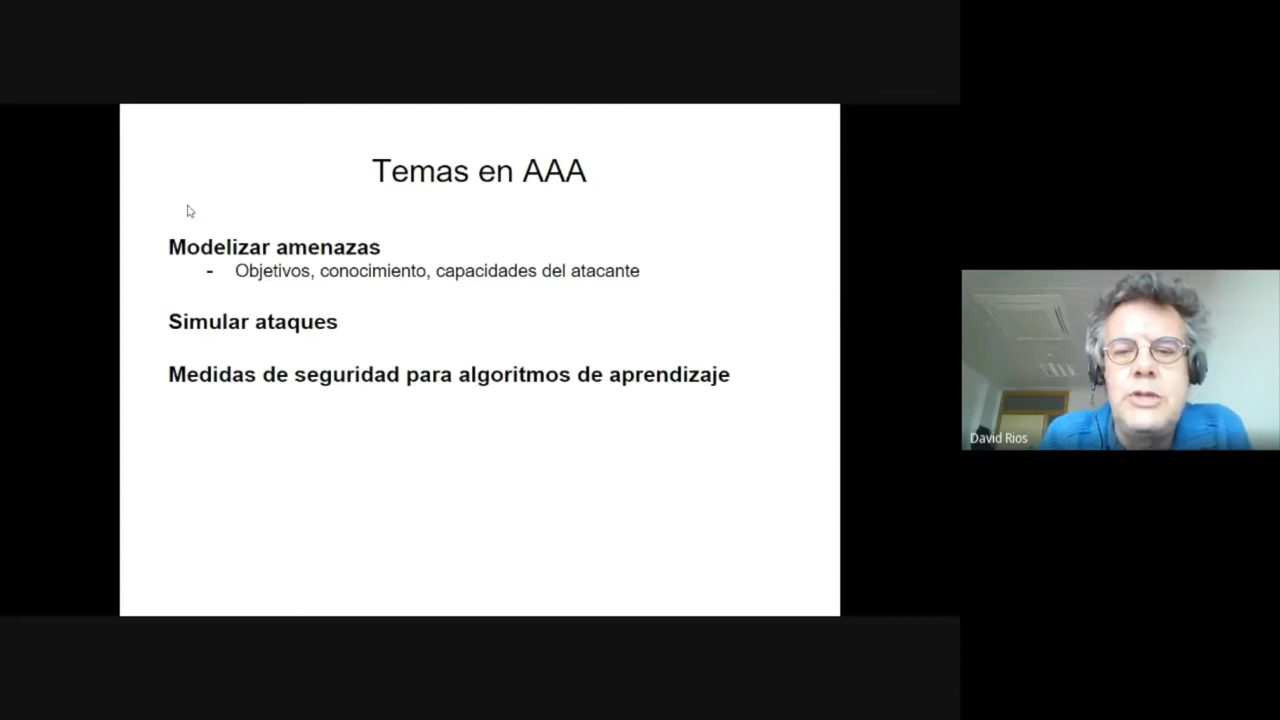 Temas en AAA
Modelizar amenazas
- Objetivos, conocimiento, capacidades del atacante
Simular ataques
Medidas de seguridad para algoritmos de aprendizaje
David Rios